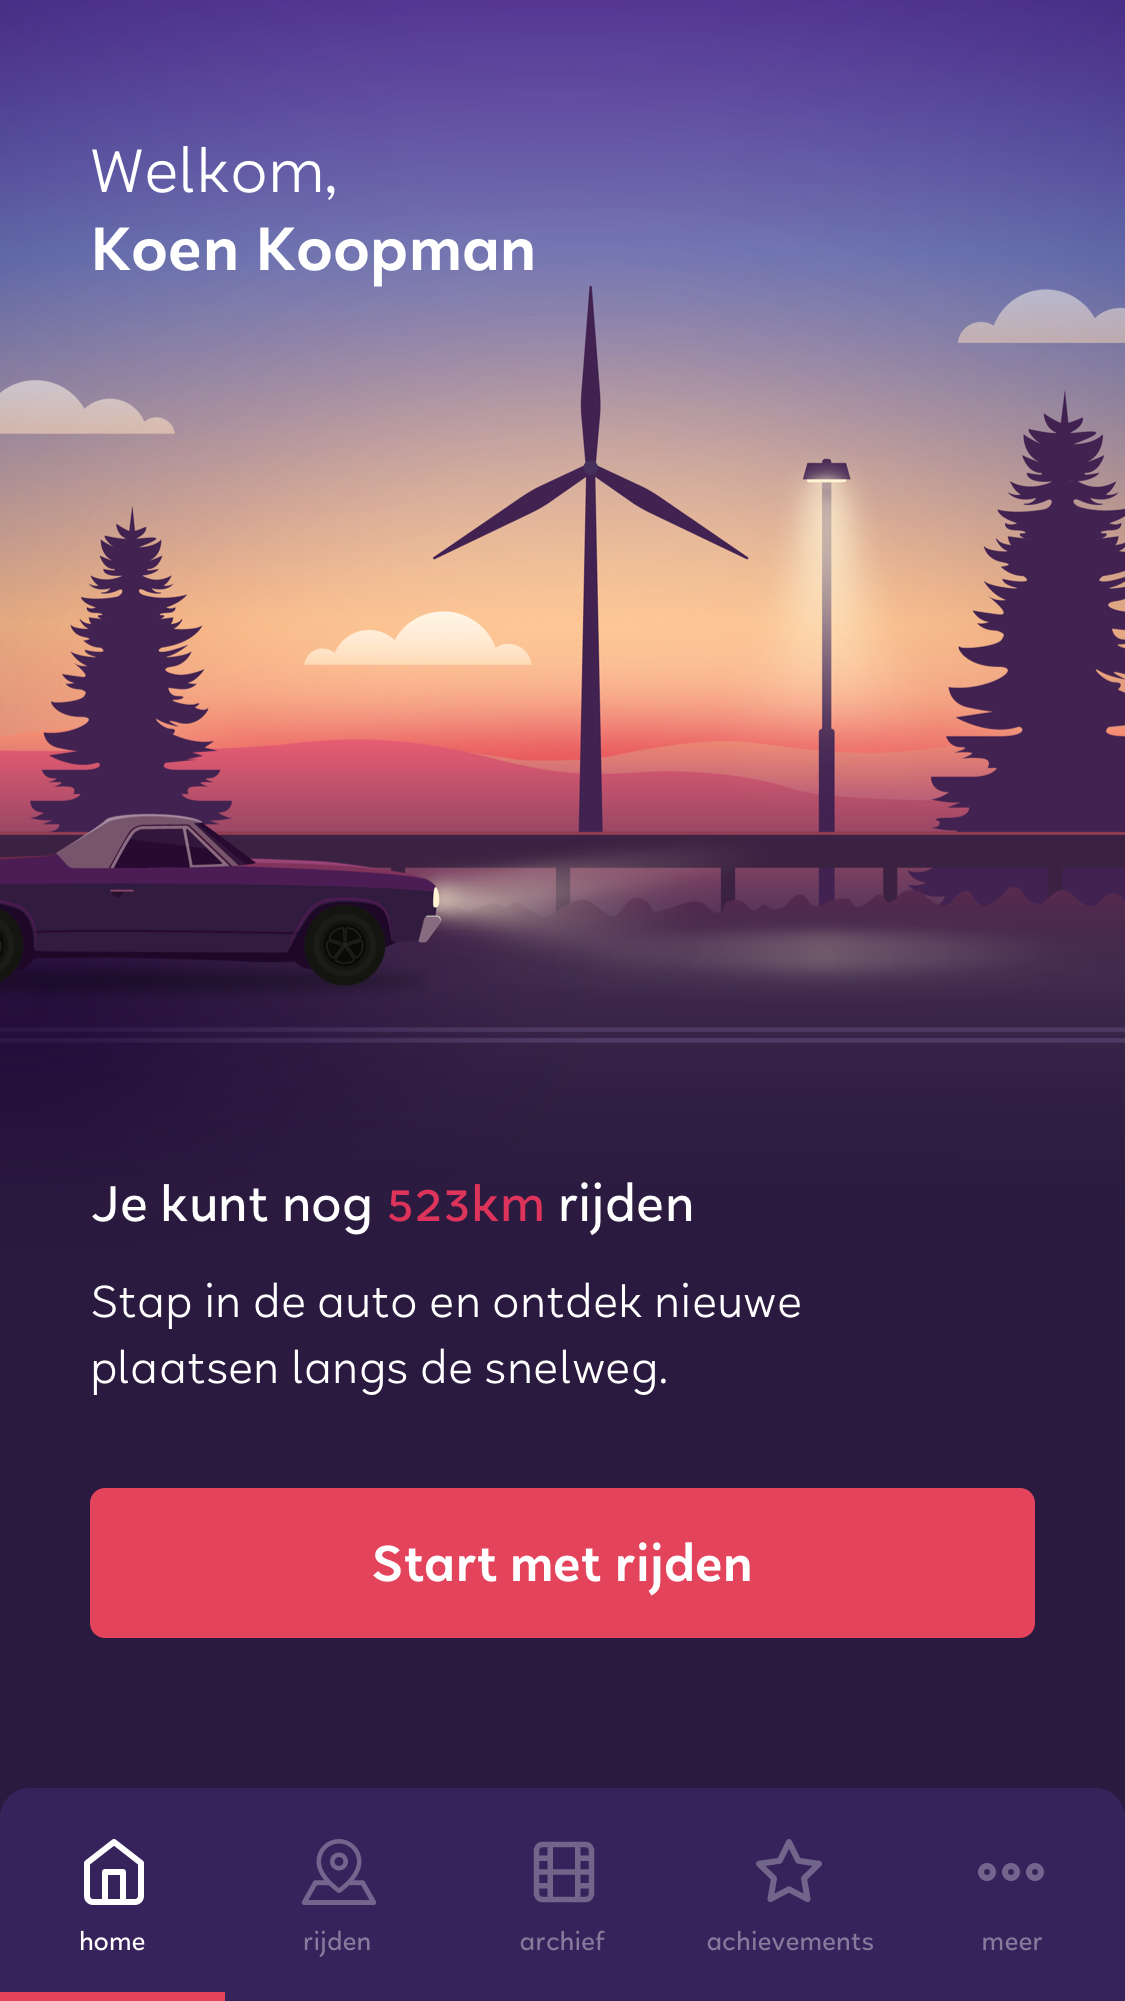 Welkom,
Koen Koopman
Je kunt nog 523km rijden
Stap in de auto en ontdek nieuwe
plaatsen langs de snelweg.
Start met rijden
home
rijden
archief
achievements
meer